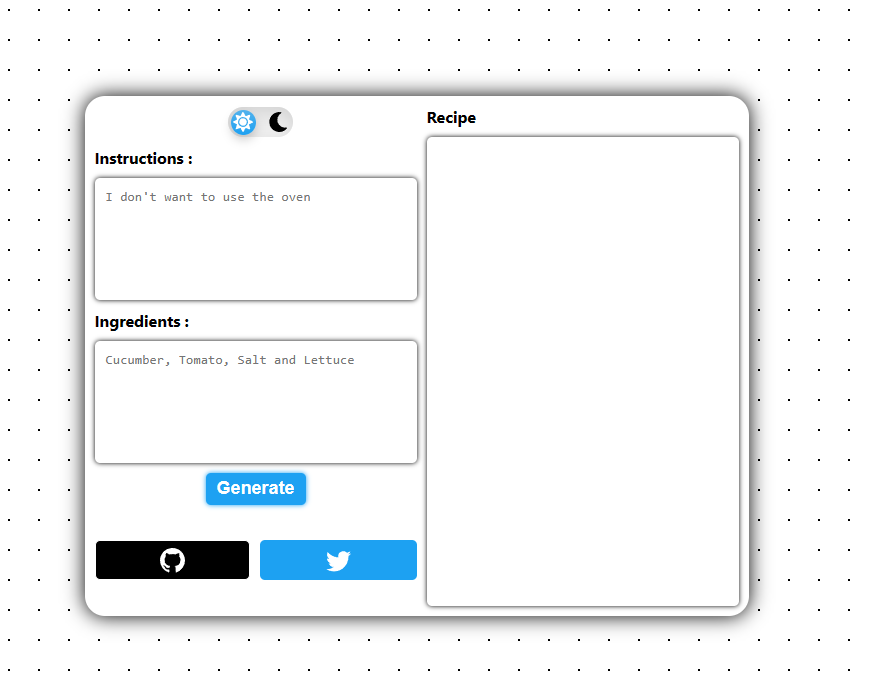 Instructions :
I don't want to use the oven
Ingredients :
Cucumber, Tomato, Salt and Lettuce
Generate
Recipe